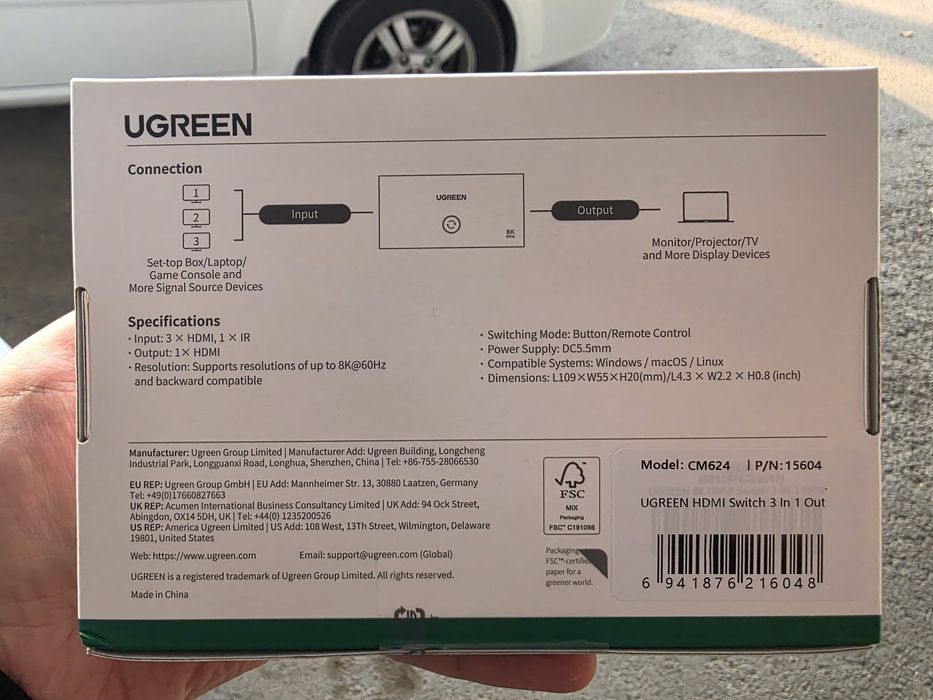 UGREEN
Connection
1
2
3
Input
UGREEN
8K
60Hz
Output
Set-top Box/Laptop/
Game Console and
More Signal Source Devices
Monitor/Projector/TV
and More Display Devices
Specifications
· Input: 3 × HDMI, 1 × IR
· Output: 1× HDMI
· Resolution: Supports resolutions of up to 8K@60Hz
and backward compatible
· Switching Mode: Button/Remote Control
· Power Supply: DC5.5mm
· Compatible Systems: Windows / macOS / Linux
· Dimensions: L109×W55×H20(mm)/L4.3 × W2.2 × H0.8 (inch)
Manufacturer: Ugreen Group Limited | Manufacturer Add: Ugreen Building, Longcheng
Industrial Park, Longguanxi Road, Longhua, Shenzhen, China | Tel: +86-755-28066530
EU REP: Ugreen Group GmbH | EU Add: Mannheimer Str. 13, 30880 Laatzen, Germany
Tel: +49(0)17660827663
UK REP: Acumen International Business Consultancy Limited | UK Add: 94 Ock Street,
Abingdon, OX14 5DH, UK | Tel: +44(0) 1235200526
US REP: America Ugreen Limited | US Add: 108 West, 13Th Street, Wilmington, Delaware
19801, United States
Web: https://www.ugreen.com Email: support@ugreen.com (Global)
UGREEN is a registered trademark of Ugreen Group Limited. All rights reserved.
Made in China
FSC
MIX
Packaging
FSC® C191098
Packaging
FSC™-certified
paper for a
greener world.
Model: CM624 | P/N: 15604
UGREEN HDMI Switch 3 In 1 Out
6 941876 216048